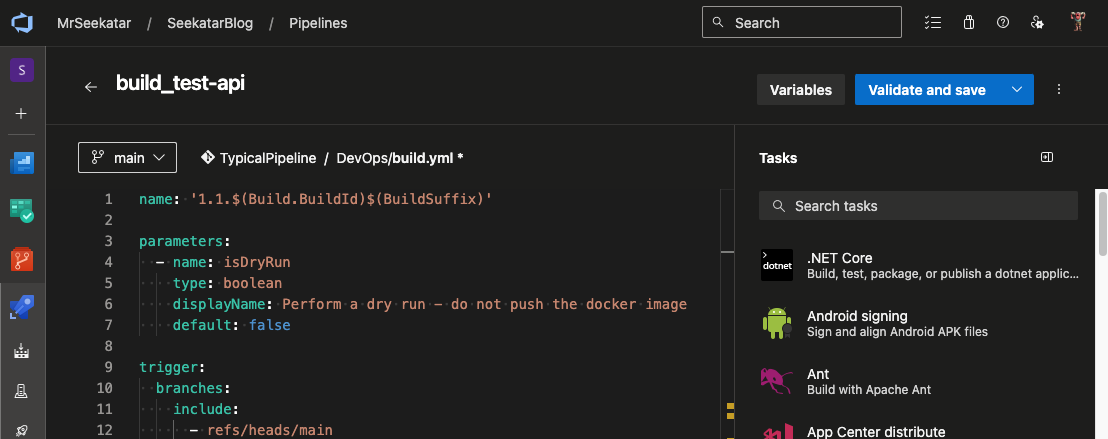 MrSeekatar / SeekatarBlog / Pipelines
Search
S
build_test-api
Variables
Validate and save
main
TypicalPipeline / DevOps/build.yml *
1 name: '1.1.$(Build.BuildId)$(BuildSuffix)'
2
3 parameters:
4 - name: isDryRun
5 type: boolean
6 displayName: Perform a dry run - do not push the docker image
7 default: false
8
9 trigger:
10 branches:
11 include:
12 - refs/heads/main
Tasks
Search tasks
dotnet
.NET Core
Build, test, package, or publish a dotnet applic...
Android signing
Sign and align Android APK files
Ant
Build with Apache Ant
App Center distribute